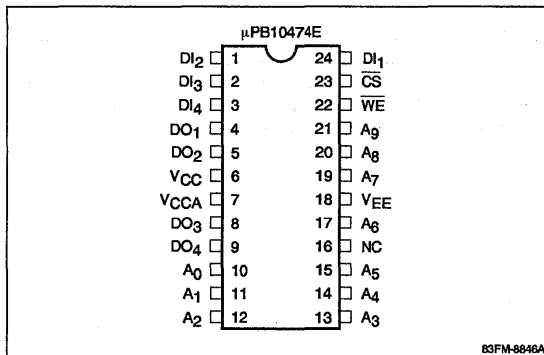 μPB10474E
DI2 1 24 DI1
DI3 2 23 C̅S̅
DI4 3 22 W̅E̅
DO1 4 21 A9
DO2 5 20 A8
VCC 6 19 A7
VCCA 7 18 VEE
DO3 8 17 A6
DO4 9 16 NC
A0 10 15 A5
A1 11 14 A4
A2 12 13 A3
83FM-8846A